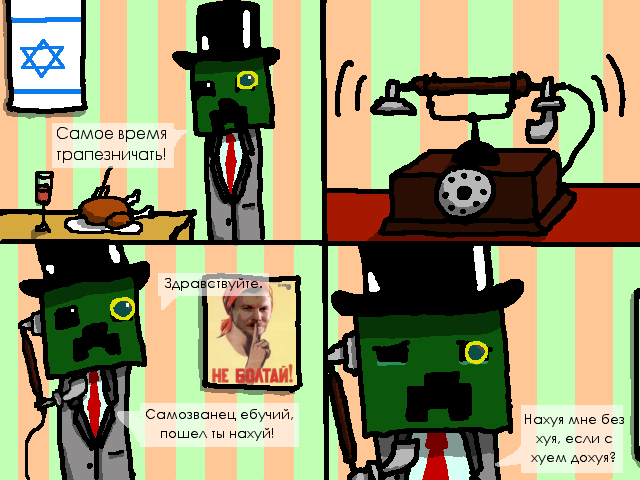 Самое время
трапезничать!
Здравствуйте.
НЕ БОЛТАЙ!
Самозванец ебучий,
пошел ты нахуй!
Нахуя мне без
хуя, если с
хуем дохуя?